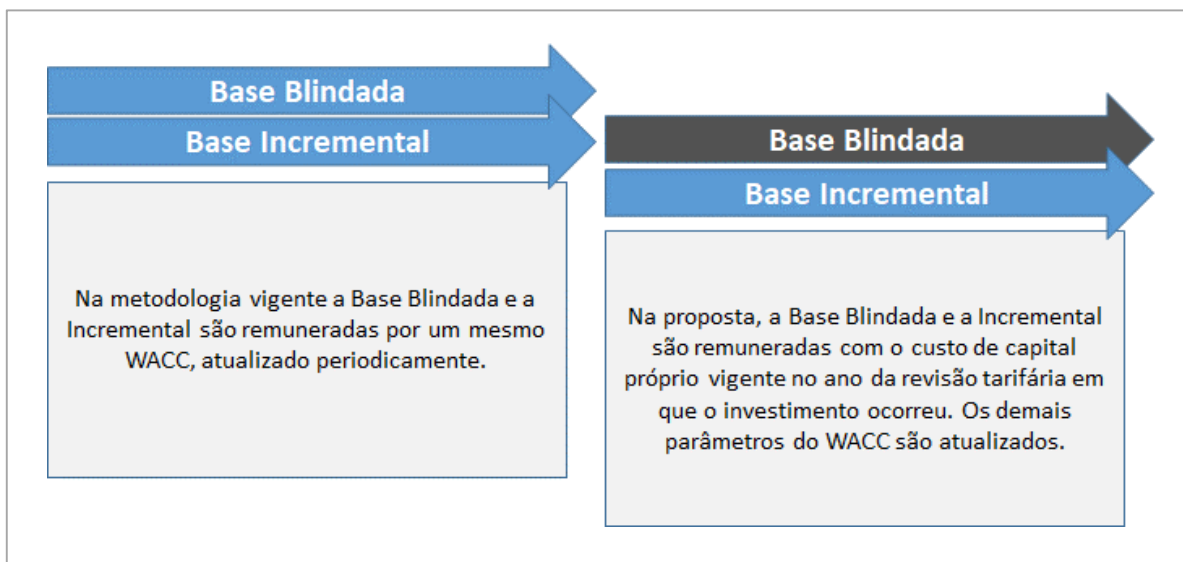 Base Blindada
Base Incremental
Na metodologia vigente a Base Blindada e a
Incremental são remuneradas por um mesmo
WACC, atualizado periodicamente.
Base Blindada
Base Incremental
Na proposta, a Base Blindada e a Incremental
são remuneradas com o custo de capital
próprio vigente no ano da revisão tarifária em
que o investimento ocorreu. Os demais
parâmetros do WACC são atualizados.